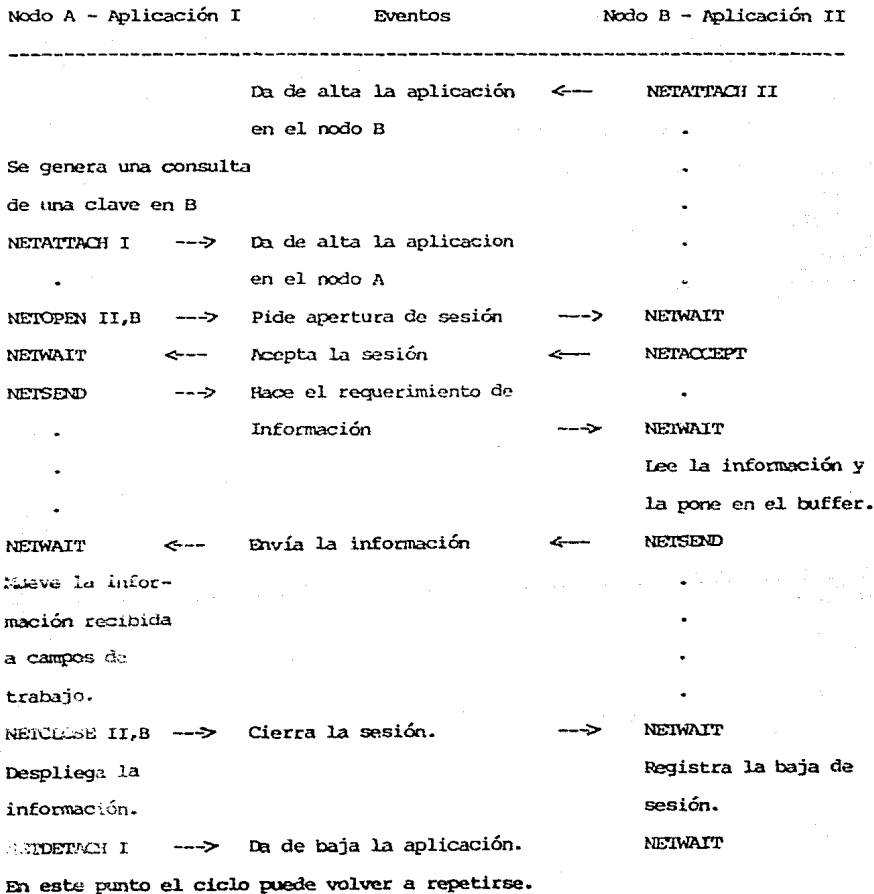 Nodo A - Aplicación I Eventos Nodo B - Aplicación II
--------------------------------------------------------------------------------
Da de alta la aplicación <--- NETATTACH II
en el nodo B .
Se genera una consulta .
de una clave en B .
NETATTACH I ---> Da de alta la aplicacion .
. en el nodo A .
NETOPEN II,B ---> Pide apertura de sesión ---> NETWAIT
NETWAIT <--- Acepta la sesión <--- NETACCEPT
NETSEND ---> Hace el requerimiento de .
. Información ---> NETWAIT
. Lee la información y
. la pone en el buffer.
NETWAIT <--- Envía la información <--- NETSEND
Mueve la infor- .
mación recibida .
a campos de .
trabajo. .
NETCLOSE II,B ---> Cierra la sesión. ---> NETWAIT
Despliega la Registra la baja de
información. sesión.
NETDETACH I ---> Da de baja la aplicación. NETWAIT
En este punto el ciclo puede volver a repetirse.